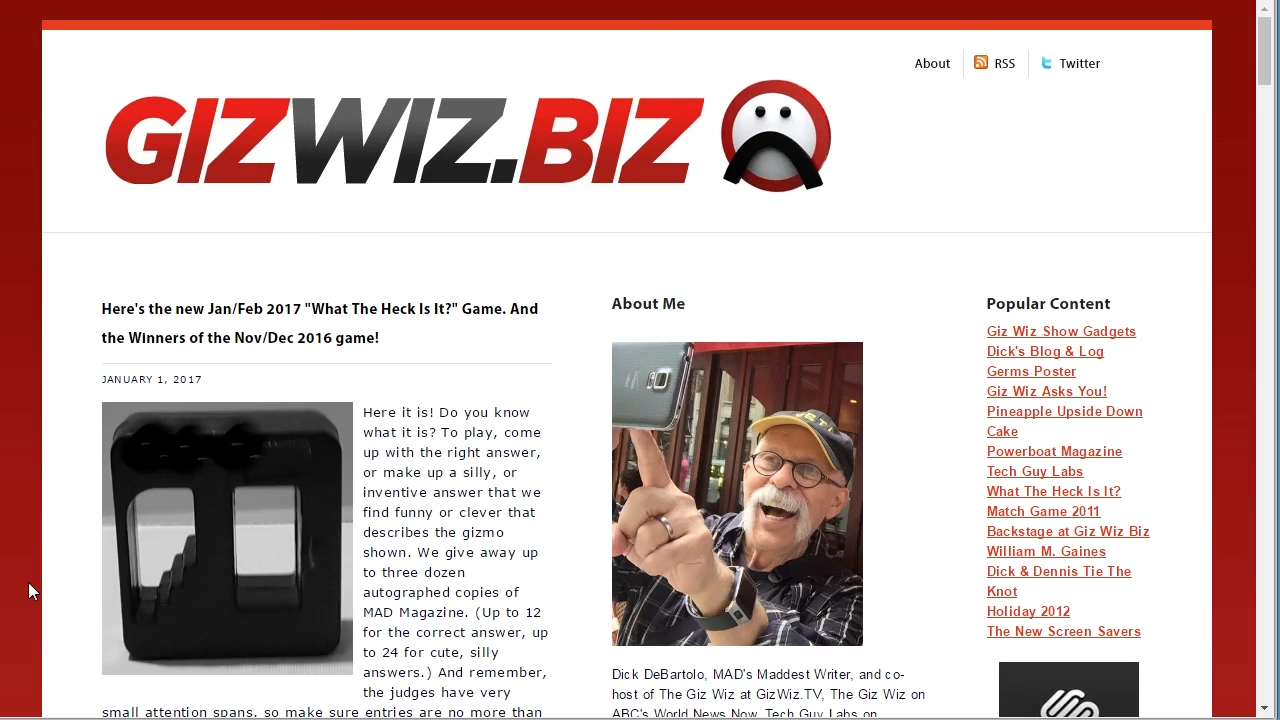 About
RSS
Twitter
GIZWIZ.BIZ
Here's the new Jan/Feb 2017 "What The Heck Is It?" Game. And
the Winners of the Nov/Dec 2016 game!
JANUARY 1, 2017
Here it is! Do you know
what it is? To play, come
up with the right answer,
or make up a silly, or
inventive answer that we
find funny or clever that
describes the gizmo
shown. We give away up
to three dozen
autographed copies of
MAD Magazine. (Up to 12
for the correct answer, up
to 24 for cute, silly
answers.) And remember,
the judges have very
small attention spans, so make sure entries are no more than
About Me
Dick DeBartolo, MAD's Maddest Writer, and co-
host of The Giz Wiz at GizWiz.TV, The Giz Wiz on
ABC's World News Now, Tech Guy Labs on
Popular Content
Giz Wiz Show Gadgets
Dick's Blog & Log
Germs Poster
Giz Wiz Asks You!
Pineapple Upside Down
Cake
Powerboat Magazine
Tech Guy Labs
What The Heck Is It?
Match Game 2011
Backstage at Giz Wiz Biz
William M. Gaines
Dick & Dennis Tie The
Knot
Holiday 2012
The New Screen Savers